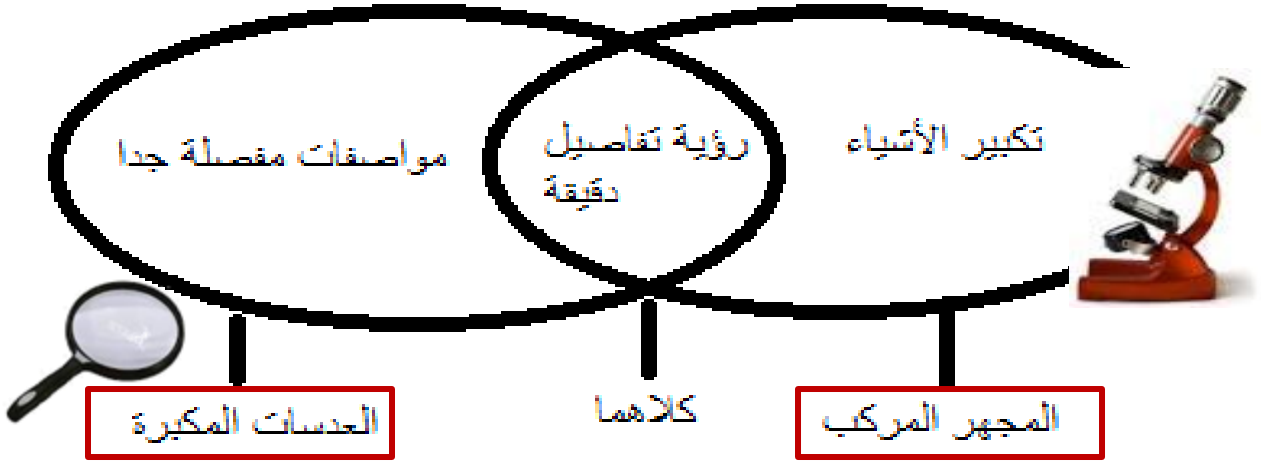 تكبير الأشياء
رؤية تفاصيل
دقيقة
مواصفات مفصلة جدا
المجهر المركب
كلاهما
العدسات المكبرة